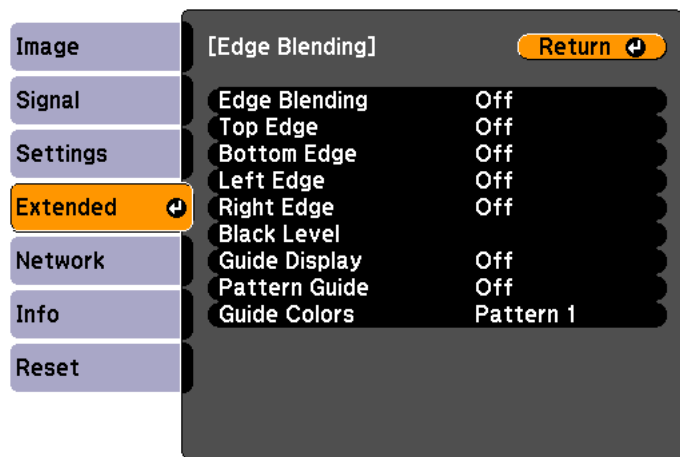 Image
Signal
Settings
Extended
Network
Info
Reset
[Edge Blending] Return
Edge Blending Off
Top Edge Off
Bottom Edge Off
Left Edge Off
Right Edge Off
Black Level
Guide Display Off
Pattern Guide Off
Guide Colors Pattern 1